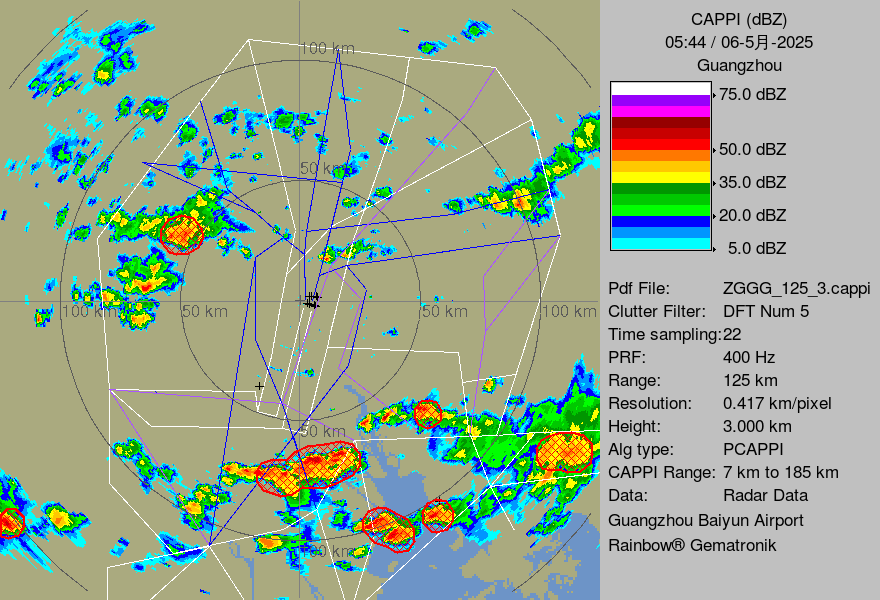 CAPPI (dBZ)
05:44 / 06-5月-2025
Guangzhou
75.0 dBZ
50.0 dBZ
35.0 dBZ
20.0 dBZ
5.0 dBZ
Pdf File: ZGGG_125_3.cappi
Clutter Filter: DFT Num 5
Time sampling:22
PRF: 400 Hz
Range: 125 km
Resolution: 0.417 km/pixel
Height: 3.000 km
Alg type: PCAPPI
CAPPI Range: 7 km to 185 km
Data: Radar Data
Guangzhou Baiyun Airport
Rainbow® Gematronik
100 km
50 km
100 km
50 km
50 km
100 km
50 km
100 km